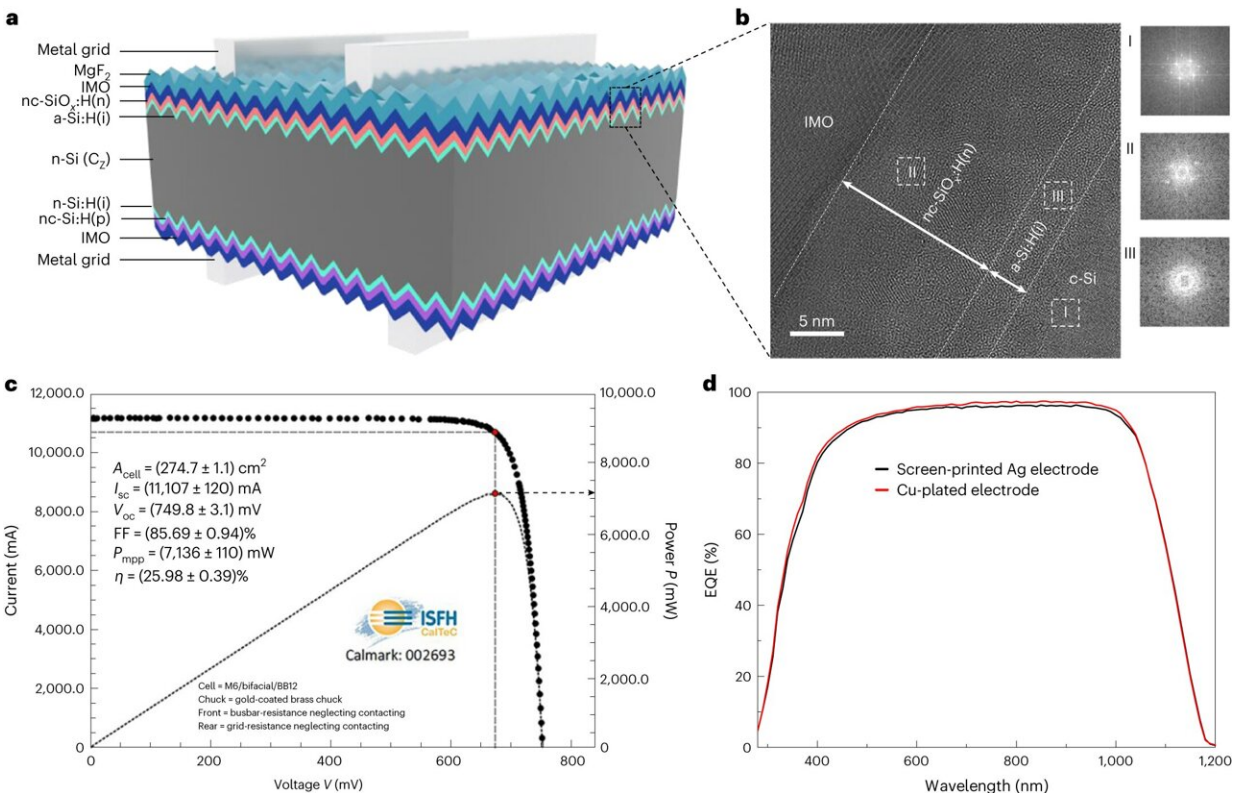 a
Metal grid
MgF2
IMO
nc-SiOx:H(n)
a-Si:H(i)
n-Si (CZ)
n-Si:H(i)
nc-Si:H(p)
IMO
Metal grid
b
IMO
II
nc-SiOx:H(n)
III
a-Si:H(i)
c-Si
I
5 nm
I
II
III
c
12,000.0
10,000.0
8,000.0
6,000.0
4,000.0
2,000.0
0
Current (mA)
Acell = (274.7 ± 1.1) cm²
Isc = (11,107 ± 120) mA
Voc = (749.8 ± 3.1) mV
FF = (85.69 ± 0.94)%
Pmpp = (7,136 ± 110) mW
η = (25.98 ± 0.39)%
ISFH
CalTeC
Calmark: 002693
Cell = M6/bifacial/BB12
Chuck = gold-coated brass chuck
Front = busbar-resistance neglecting contacting
Rear = grid-resistance neglecting contacting
10,000.0
8,000.0
6,000.0
4,000.0
2,000.0
0
Power P (mW)
0 200 400 600 800
Voltage V (mV)
d
100
80
60
40
20
0
EQE (%)
Screen-printed Ag electrode
Cu-plated electrode
400 600 800 1,000 1,200
Wavelength (nm)